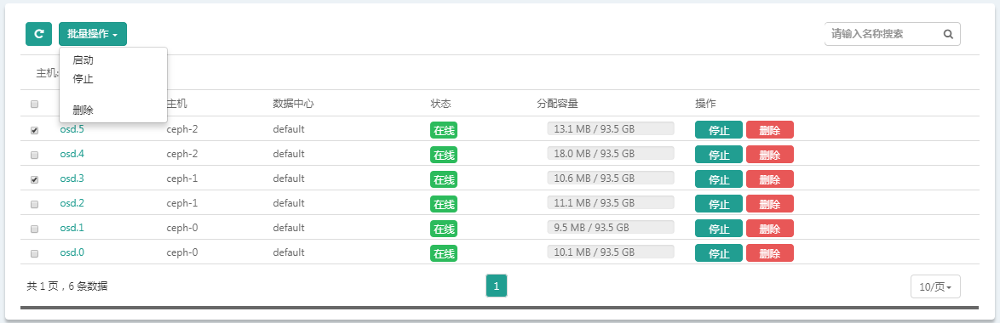 批量操作
请输入名称搜索
启动
停止
删除
主机:
主机 数据中心 状态 分配容量 操作
osd.5 ceph-2 default 在线 13.1 MB / 93.5 GB 停止 删除
osd.4 ceph-2 default 在线 18.0 MB / 93.5 GB 停止 删除
osd.3 ceph-1 default 在线 10.6 MB / 93.5 GB 停止 删除
osd.2 ceph-1 default 在线 11.1 MB / 93.5 GB 停止 删除
osd.1 ceph-0 default 在线 9.5 MB / 93.5 GB 停止 删除
osd.0 ceph-0 default 在线 10.1 MB / 93.5 GB 停止 删除
共 1 页，6 条数据 1 10/页